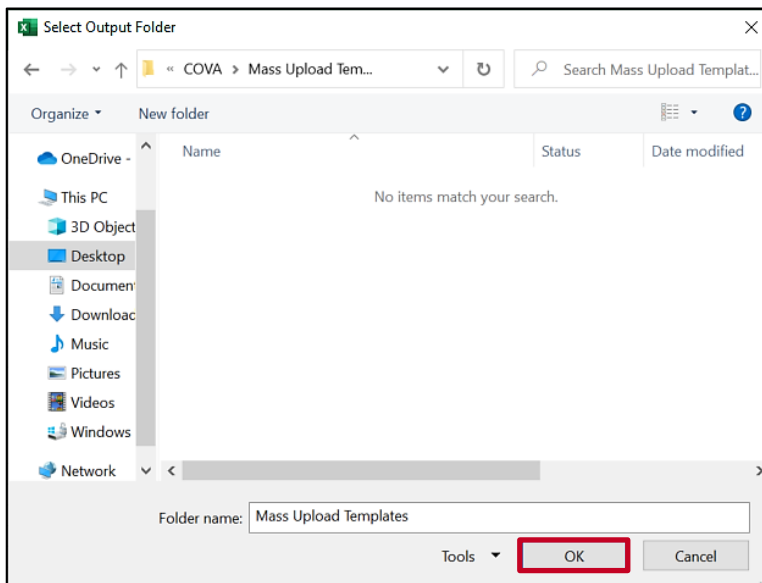 Select Output Folder
« COVA > Mass Upload Tem...
Search Mass Upload Templat...
Organize
New folder
OneDrive -
This PC
3D Object
Desktop
Documen
Downloac
Music
Pictures
Videos
Windows
Network
Name
Status
Date modified
No items match your search.
Folder name: Mass Upload Templates
Tools
OK
Cancel